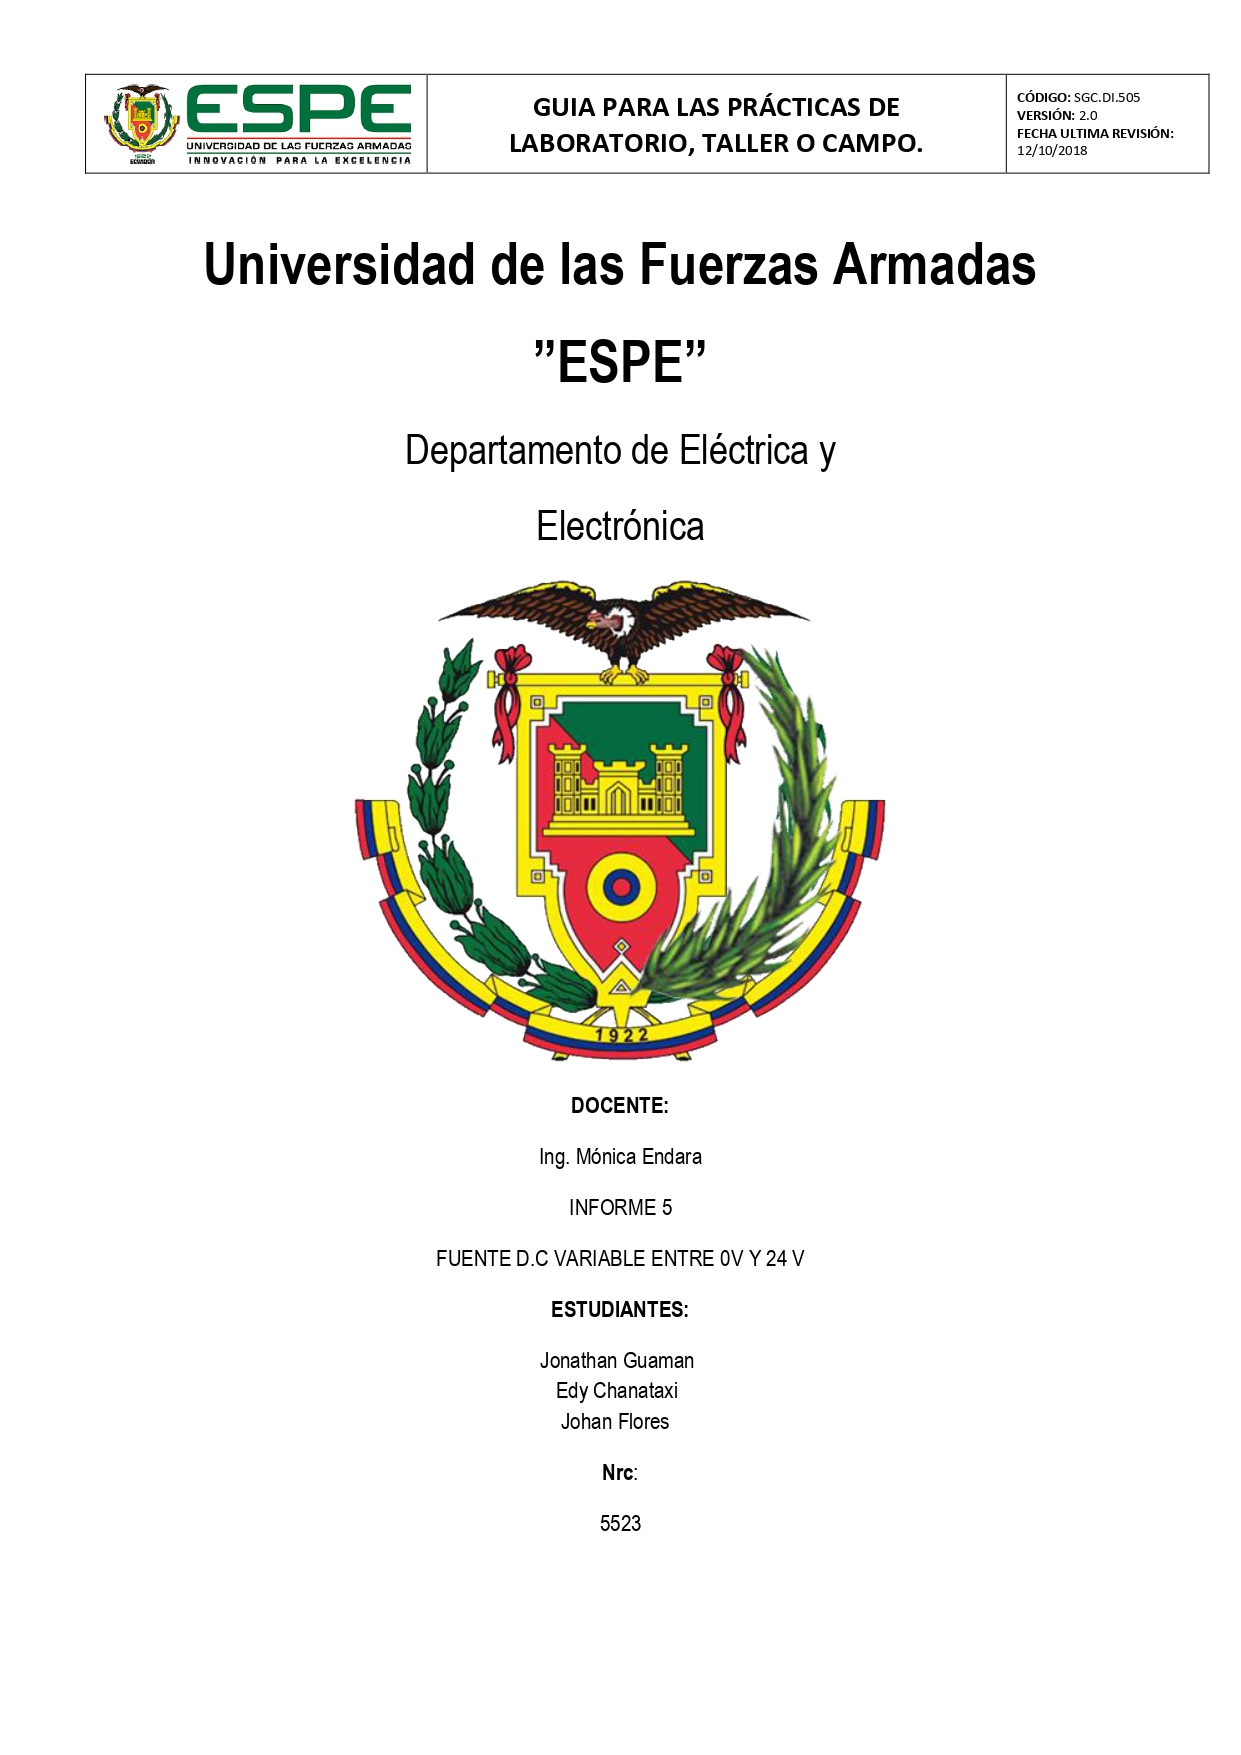 ESPE
UNIVERSIDAD DE LAS FUERZAS ARMADAS
INNOVACIÓN PARA LA EXCELENCIA
1922
ECUADOR
GUIA PARA LAS PRÁCTICAS DE
LABORATORIO, TALLER O CAMPO.
CÓDIGO: SGC.DI.505
VERSIÓN: 2.0
FECHA ULTIMA REVISIÓN:
12/10/2018
Universidad de las Fuerzas Armadas
”ESPE”
Departamento de Eléctrica y
Electrónica
1922
DOCENTE:
Ing. Mónica Endara
INFORME 5
FUENTE D.C VARIABLE ENTRE 0V Y 24 V
ESTUDIANTES:
Jonathan Guaman
Edy Chanataxi
Johan Flores
Nrc:
5523